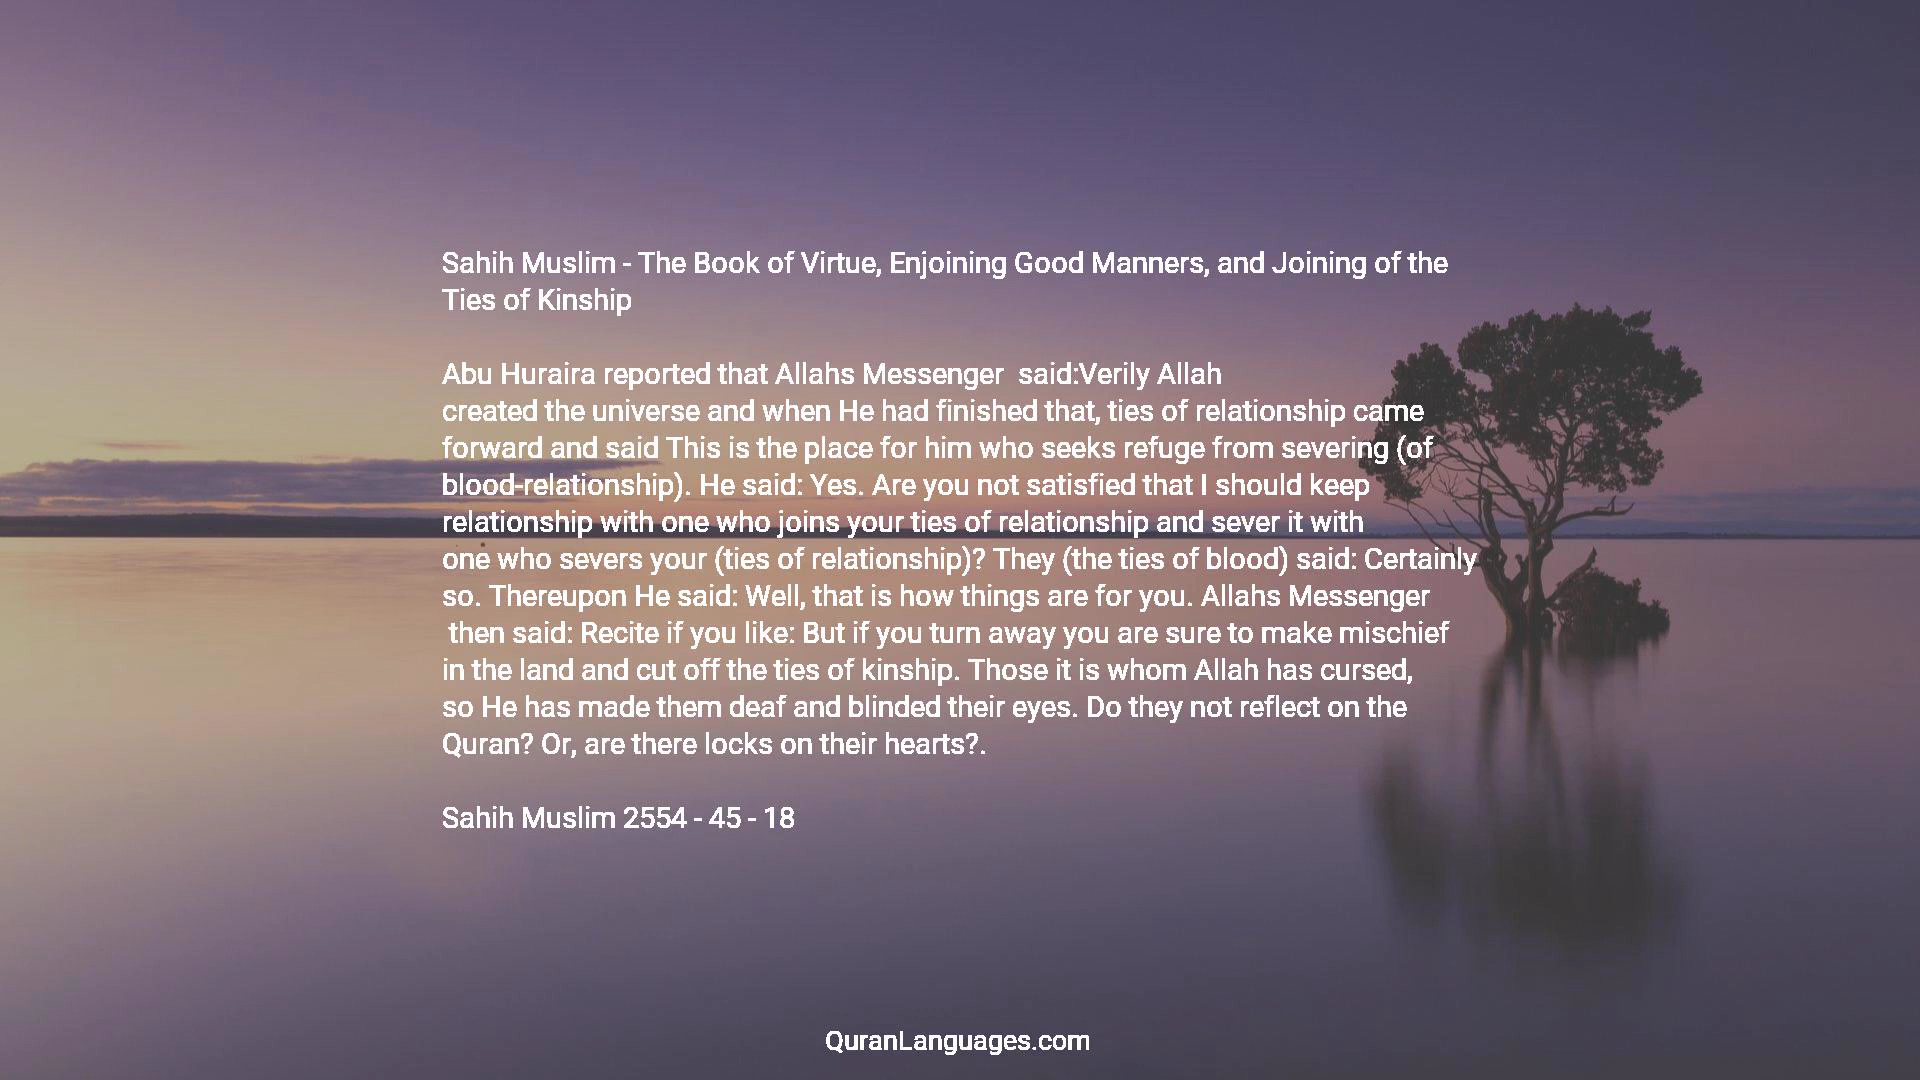 Sahih Muslim - The Book of Virtue, Enjoining Good Manners, and Joining of the
Ties of Kinship
Abu Huraira reported that Allahs Messenger  said:Verily Allah
created the universe and when He had finished that, ties of relationship came
forward and said This is the place for him who seeks refuge from severing (of
blood-relationship). He said: Yes. Are you not satisfied that I should keep
relationship with one who joins your ties of relationship and sever it with
one who severs your (ties of relationship)? They (the ties of blood) said: Certainly
so. Thereupon He said: Well, that is how things are for you. Allahs Messenger
then said: Recite if you like: But if you turn away you are sure to make mischief
in the land and cut off the ties of kinship. Those it is whom Allah has cursed,
so He has made them deaf and blinded their eyes. Do they not reflect on the
Quran? Or, are there locks on their hearts?.
Sahih Muslim 2554 - 45 - 18
QuranLanguages.com